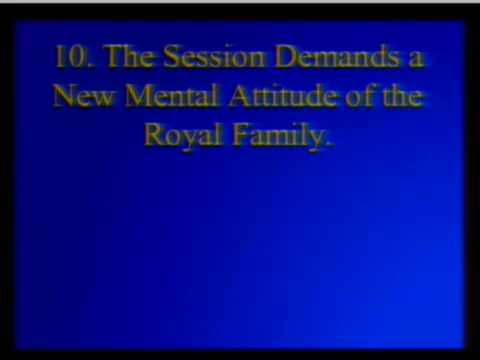 10. The Session Demands a
New Mental Attitude of the
Royal Family.